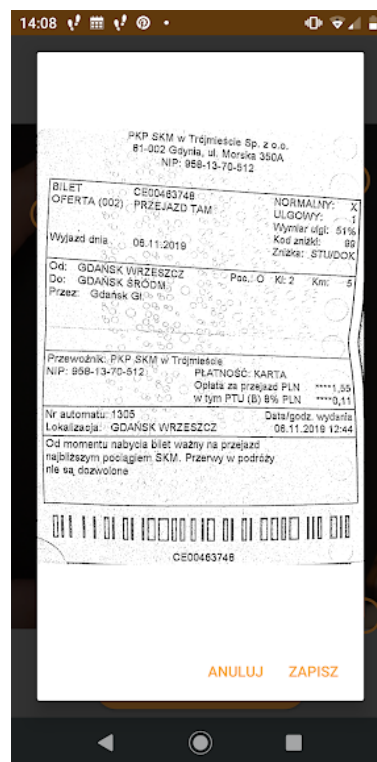 14:08
PKP SKM w Trójmieście Sp. z o.o.
81-002 Gdynia, ul. Morska 350A
NIP: 958-13-70-512
BILET CE00463748 NORMALNY: X
OFERTA (002) PRZEJAZD TAM ULGOWY: 1
Wymiar ulgi: 51%
Kod zniżki: 99
Wyjazd dnia 06.11.2019 Zniżka: STU/DOK
Od: GDAŃSK WRZESZCZ Poc.: O Kl: 2 Km: 5
Do: GDAŃSK ŚRÓDM.
Przez: Gdańsk Gł.
Przewoźnik: PKP SKM w Trójmieście
NIP: 958-13-70-512 PŁATNOŚĆ: KARTA
Opłata za przejazd PLN ****1,55
w tym PTU (B) 8% PLN ****0,11
Nr automatu: 1305 Data/godz. wydania
Lokalizacja: GDAŃSK WRZESZCZ 06.11.2019 12:44
Od momentu nabycia bilet ważny na przejazd
najbliższym pociągiem SKM. Przerwy w podróży
nie są dozwolone
CE00463748
ANULUJ ZAPISZ